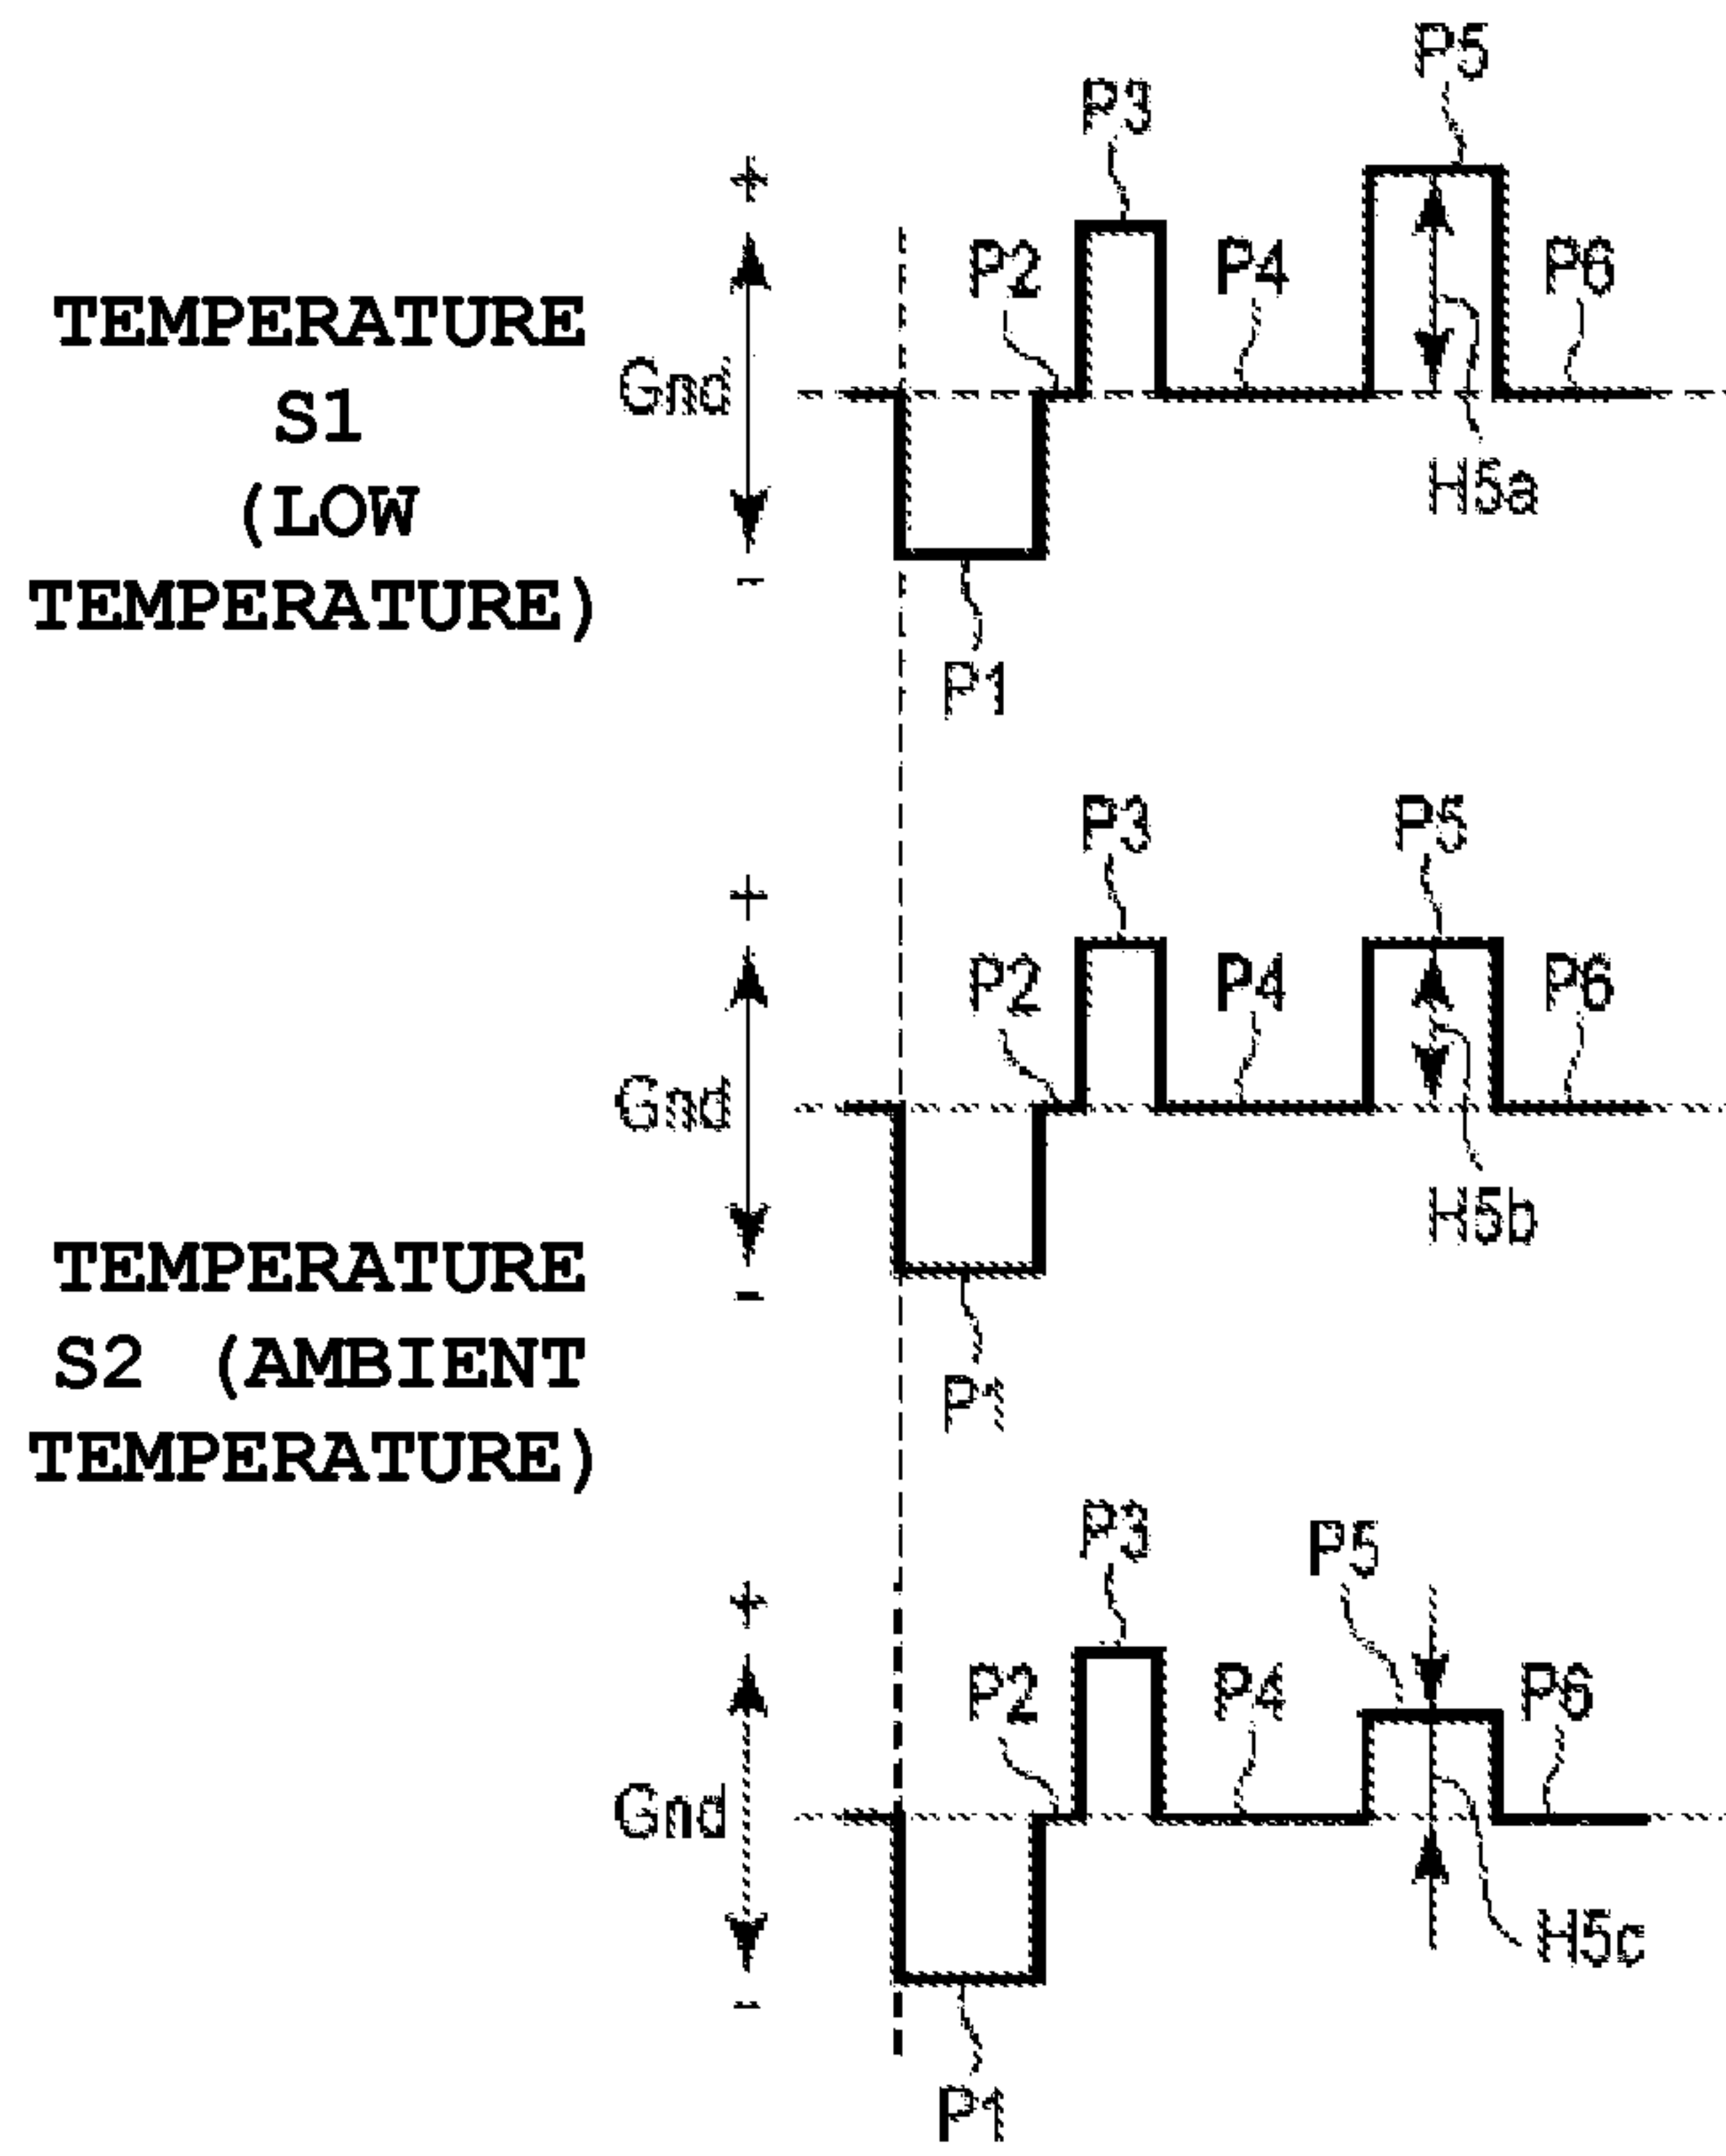 P5
P3
+
P2 P4 P6
TEMPERATURE
S1
(LOW
TEMPERATURE)
Gnd
H5a
-
P1
P3 P5
+
P2 P4 P6
Gnd
H5b
TEMPERATURE
S2 (AMBIENT
TEMPERATURE)
-
P1
P3 P5
+
P2 P4 P6
Gnd
H5c
-
P1